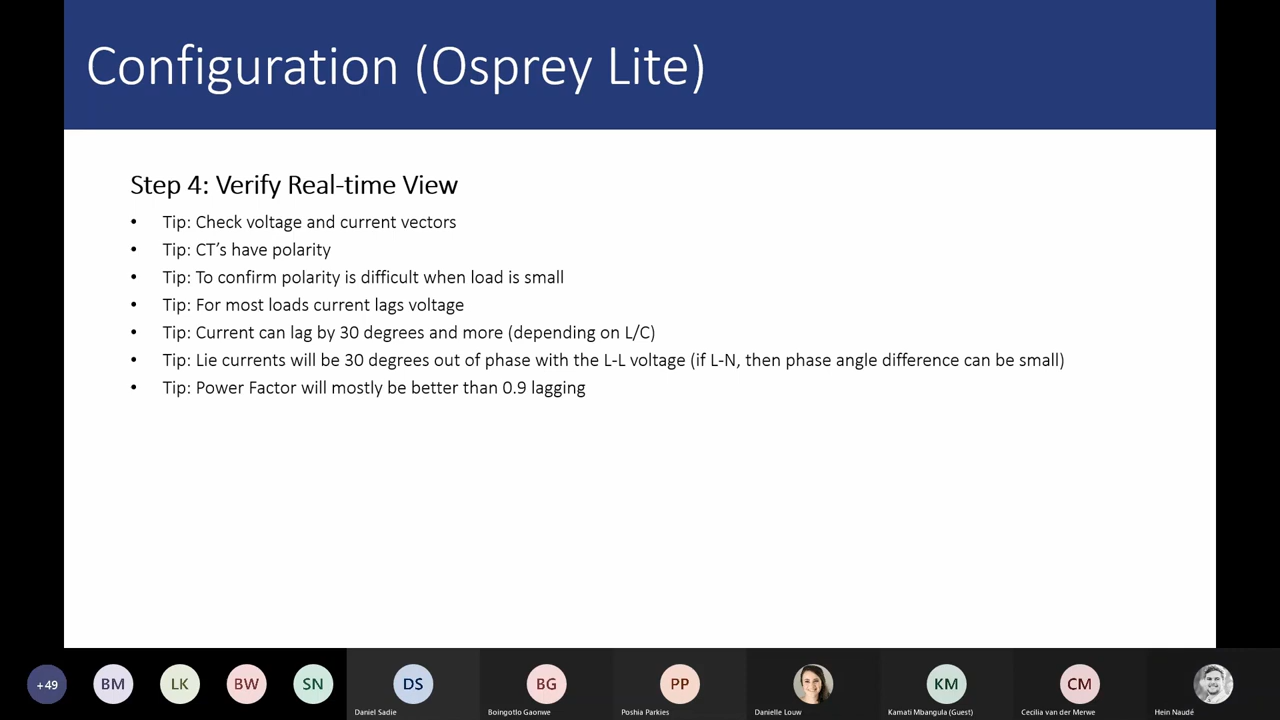 Configuration (Osprey Lite)
Step 4: Verify Real-time View
• Tip: Check voltage and current vectors
• Tip: CT’s have polarity
• Tip: To confirm polarity is difficult when load is small
• Tip: For most loads current lags voltage
• Tip: Current can lag by 30 degrees and more (depending on L/C)
• Tip: Lie currents will be 30 degrees out of phase with the L-L voltage (if L-N, then phase angle difference can be small)
• Tip: Power Factor will mostly be better than 0.9 lagging
+49 BM LK BW SN DS BG PP KM CM
Daniel Sadie Boingotlo Gaonwe Poshia Parkies Danielle Louw Kamati Mbangula (Guest) Cecilia van der Merwe Hein Naudé